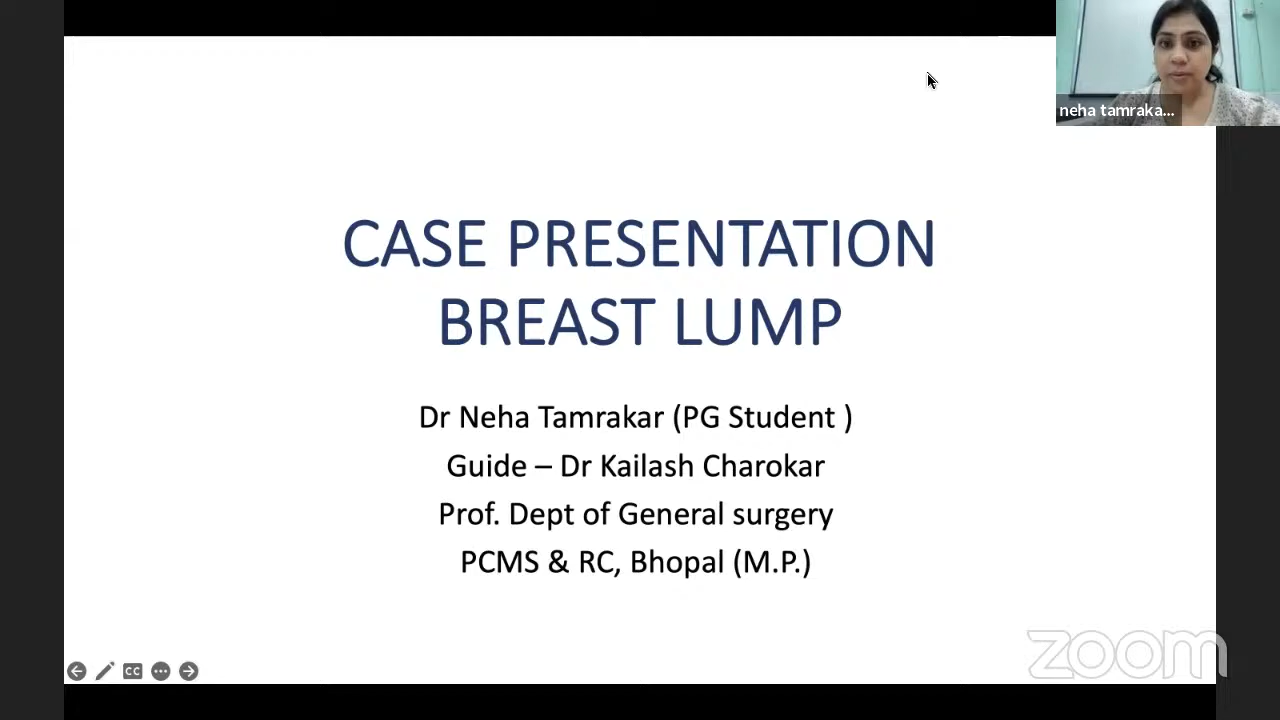 neha tamraka...
CASE PRESENTATION
BREAST LUMP
Dr Neha Tamrakar (PG Student )
Guide – Dr Kailash Charokar
Prof. Dept of General surgery
PCMS & RC, Bhopal (M.P.)
CC
zoom